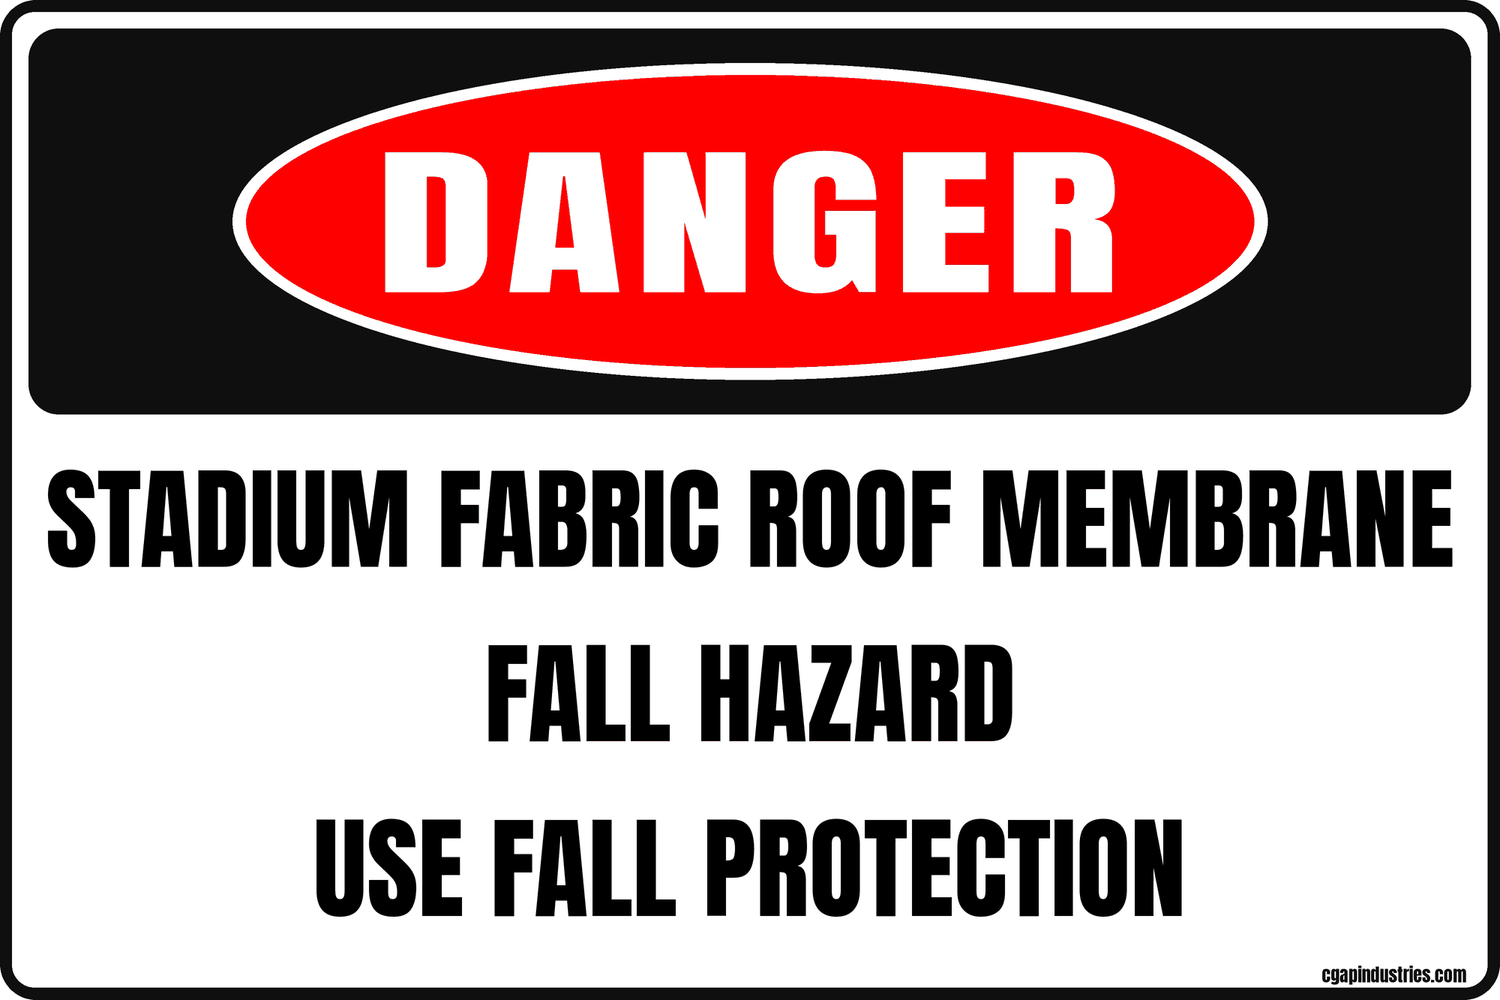 DANGER
STADIUM FABRIC ROOF MEMBRANE
FALL HAZARD
USE FALL PROTECTION
cgapindustries.com